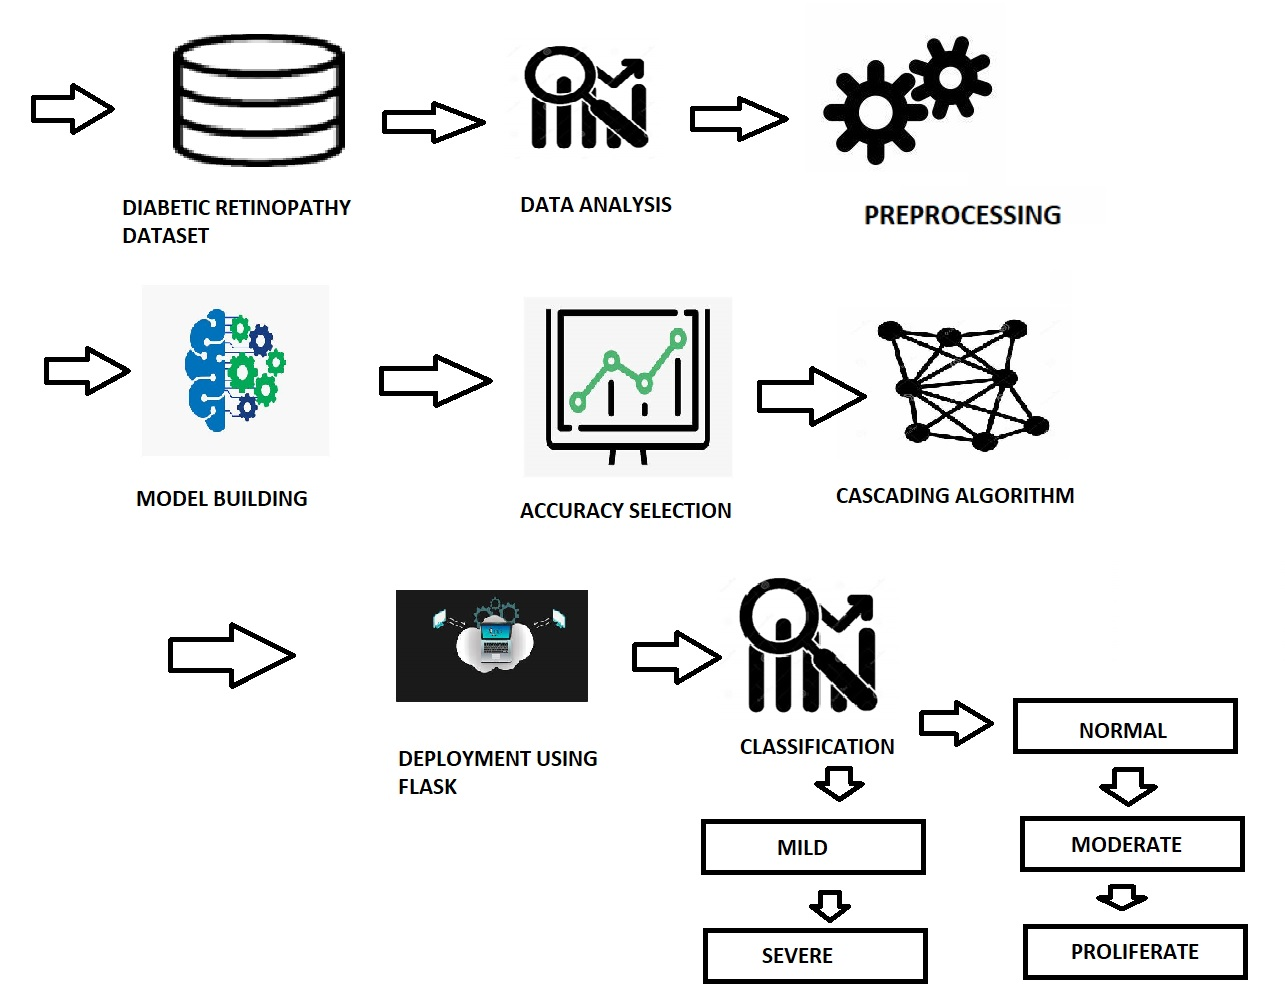 DIABETIC RETINOPATHY
DATASET
DATA ANALYSIS
PREPROCESSING
MODEL BUILDING
ACCURACY SELECTION
CASCADING ALGORITHM
DEPLOYMENT USING
FLASK
CLASSIFICATION
NORMAL
MILD
MODERATE
SEVERE
PROLIFERATE